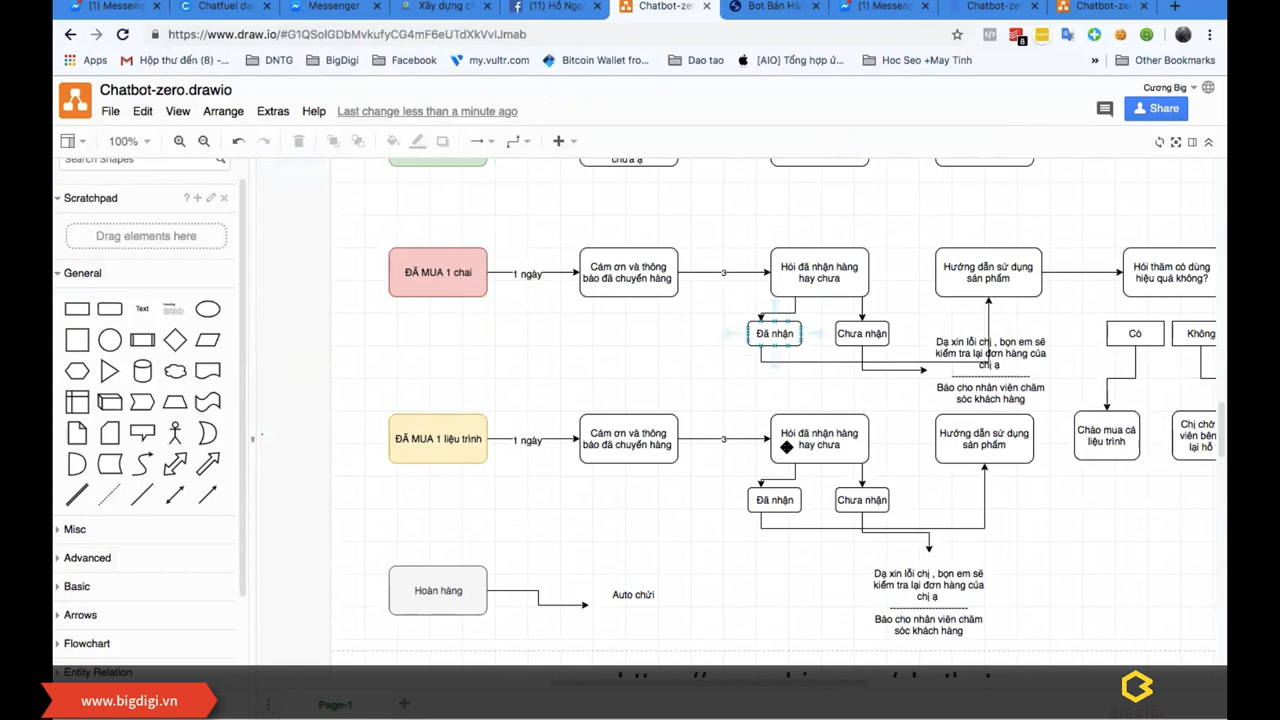 (1) Messeng
Chatfuel da
Messenger
Xây dựng c
(11) Hồ Ngọ
Chatbot-ze
Bot Bán Hàn
(1) Messeng
Chatbot-ze
Chatbot-ze
https://www.draw.io/#G1QSolGDbMvkufyCG4mF6eUTdXkVvIJmab
8
Apps
Hộp thư đến (8) -...
DNTG
BigDigi
Facebook
my.vultr.com
Bitcoin Wallet fro...
Dao tao
[AIO] Tổng hợp ứ...
Hoc Seo +May Tinh
»
Other Bookmarks
Chatbot-zero.drawio
Cương Big
File
Edit
View
Arrange
Extras
Help
Last change less than a minute ago
Share
100%
Search Shapes
Scratchpad
?
Drag elements here
General
Text
Heading
Misc
Advanced
Basic
Arrows
Flowchart
Entity Relation
chưa ạ
ĐÃ MUA 1 chai
1 ngày
Cảm ơn và thông
báo đã chuyển hàng
3
Hỏi đã nhận hàng
hay chưa
Hướng dẫn sử dụng
sản phẩm
Hỏi thăm có dùng
hiệu quả không?
Đã nhận
Chưa nhận
Có
Không
Dạ xin lỗi chị , bọn em sẽ
kiểm tra lại đơn hàng của
chị ạ
------------------------
Báo cho nhân viên chăm
sóc khách hàng
Chào mua cả
liệu trình
Chị chờ
viên bên
lại hỗ
ĐÃ MUA 1 liệu trình
1 ngày
Cảm ơn và thông
báo đã chuyển hàng
3
Hỏi đã nhận hàng
hay chưa
Hướng dẫn sử dụng
sản phẩm
Đã nhận
Chưa nhận
Dạ xin lỗi chị , bọn em sẽ
kiểm tra lại đơn hàng của
chị ạ
------------------------
Báo cho nhân viên chăm
sóc khách hàng
Hoàn hàng
Auto chửi
Page-1
www.bigdigi.vn
BIG DIGI